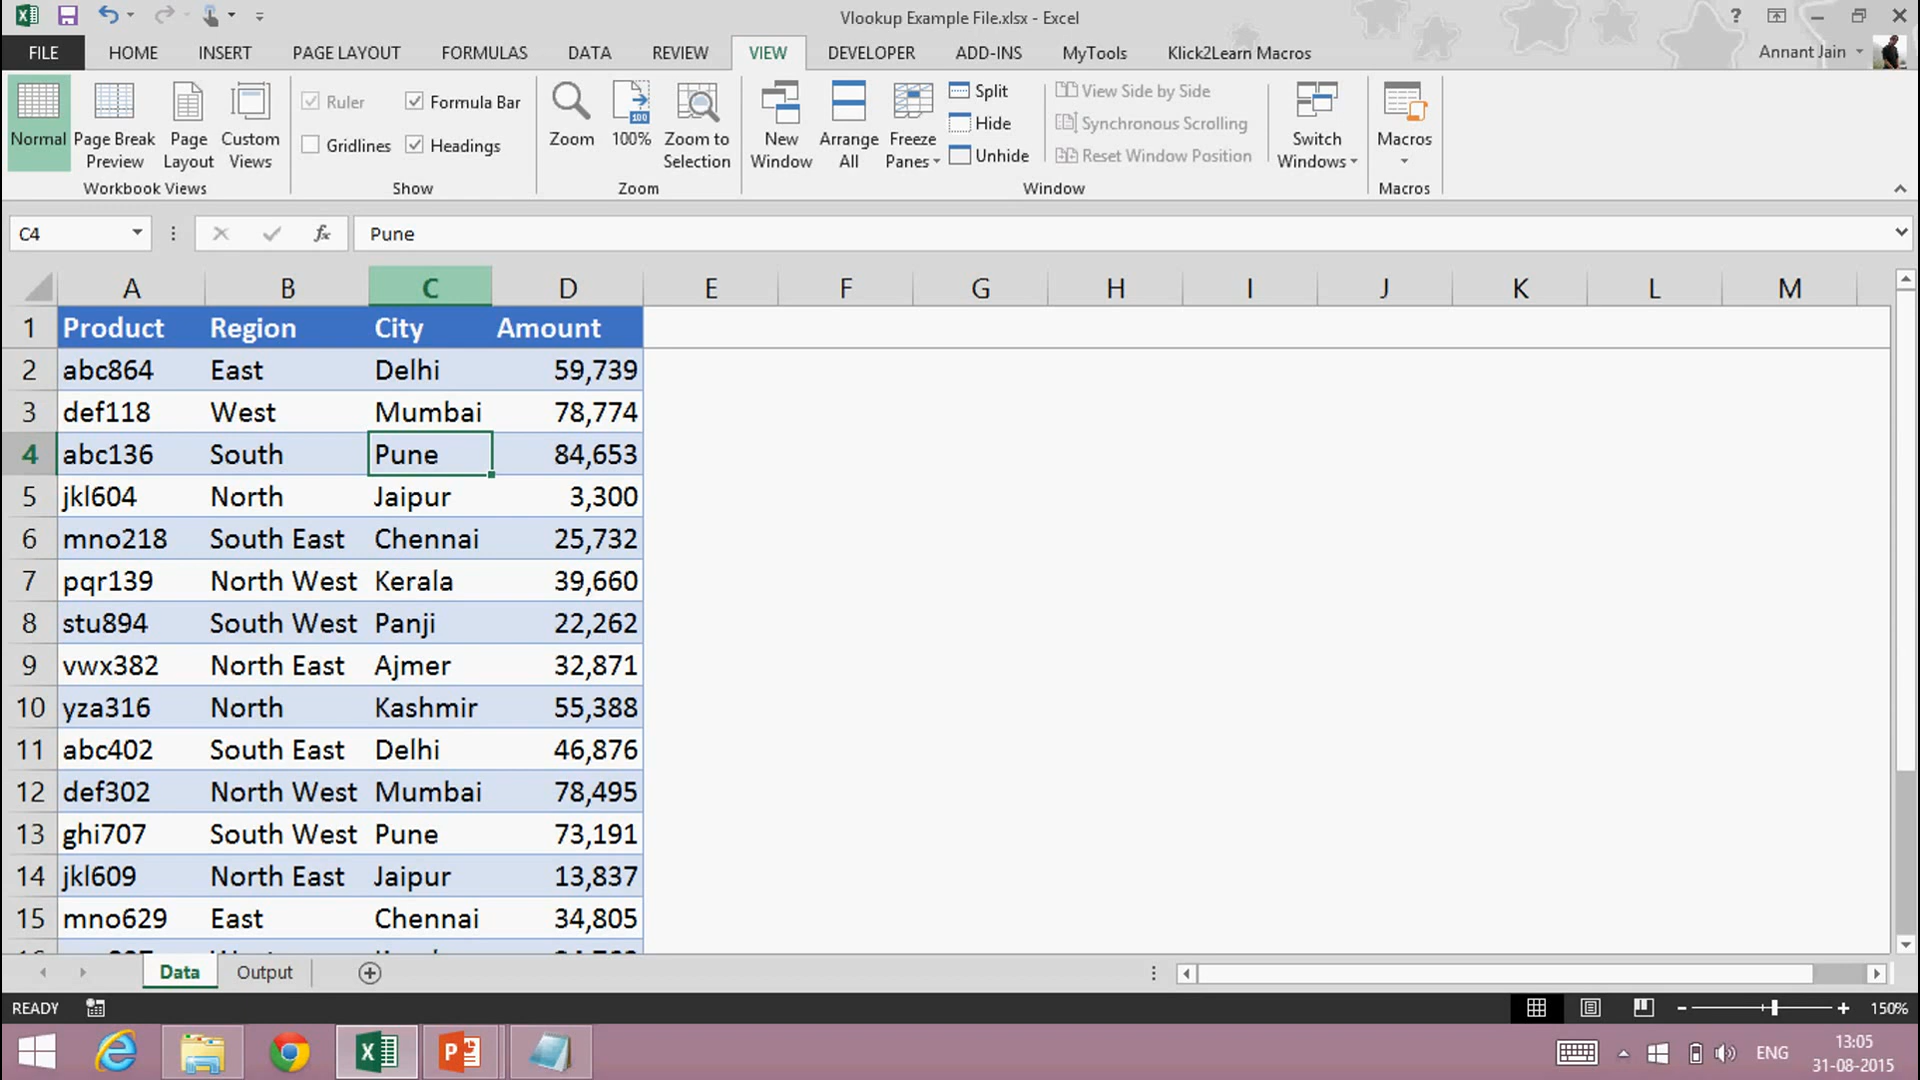 Vlookup Example File.xlsx - Excel
?
FILE HOME INSERT PAGE LAYOUT FORMULAS DATA REVIEW VIEW DEVELOPER ADD-INS MyTools Klick2Learn Macros Annant Jain
Normal
Page Break Preview
Page Layout
Custom Views
Workbook Views
Ruler
Formula Bar
Gridlines
Headings
Show
Zoom
100
100%
Zoom to Selection
Zoom
New Window
Arrange All
Freeze Panes
Split
Hide
Unhide
View Side by Side
Synchronous Scrolling
Reset Window Position
Window
Switch Windows
Macros
Macros
C4 fx Pune
A B C D E F G H I J K L M
1 Product Region City Amount
2 abc864 East Delhi 59,739
3 def118 West Mumbai 78,774
4 abc136 South Pune 84,653
5 jkl604 North Jaipur 3,300
6 mno218 South East Chennai 25,732
7 pqr139 North West Kerala 39,660
8 stu894 South West Panji 22,262
9 vwx382 North East Ajmer 32,871
10 yza316 North Kashmir 55,388
11 abc402 South East Delhi 46,876
12 def302 North West Mumbai 78,495
13 ghi707 South West Pune 73,191
14 jkl609 North East Jaipur 13,837
15 mno629 East Chennai 34,805
Data Output
READY 150%
ENG 13:05
31-08-2015